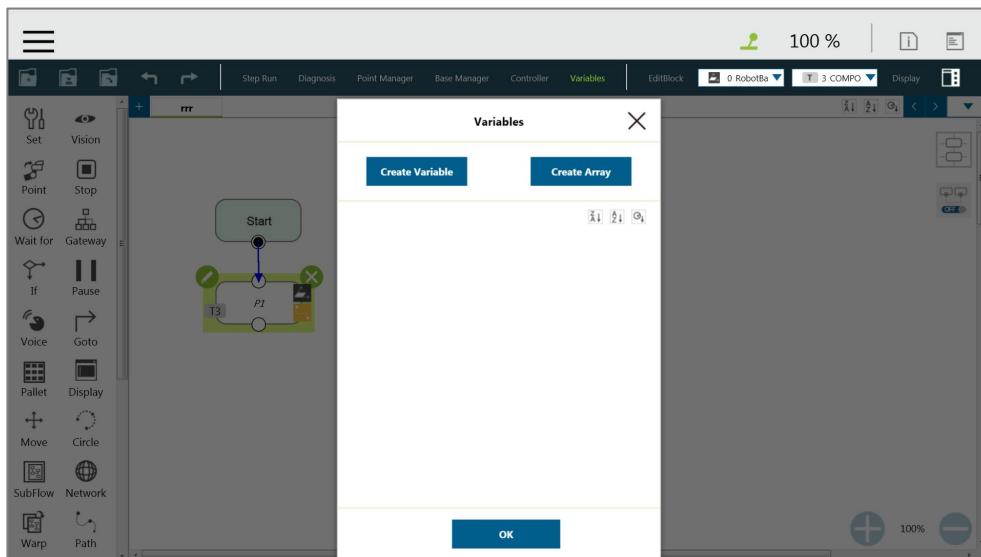 100 %
Step Run Diagnosis Point Manager Base Manager Controller Variables EditBlock 0 RobotBa T 3 COMPO Display
rrr
Variables
Create Variable Create Array
Set Vision
Point Stop
Wait for Gateway
If Pause
Voice Goto
Pallet Display
Move Circle
SubFlow Network
Warp Path
Start
T3 P1
OFF
OK
100%